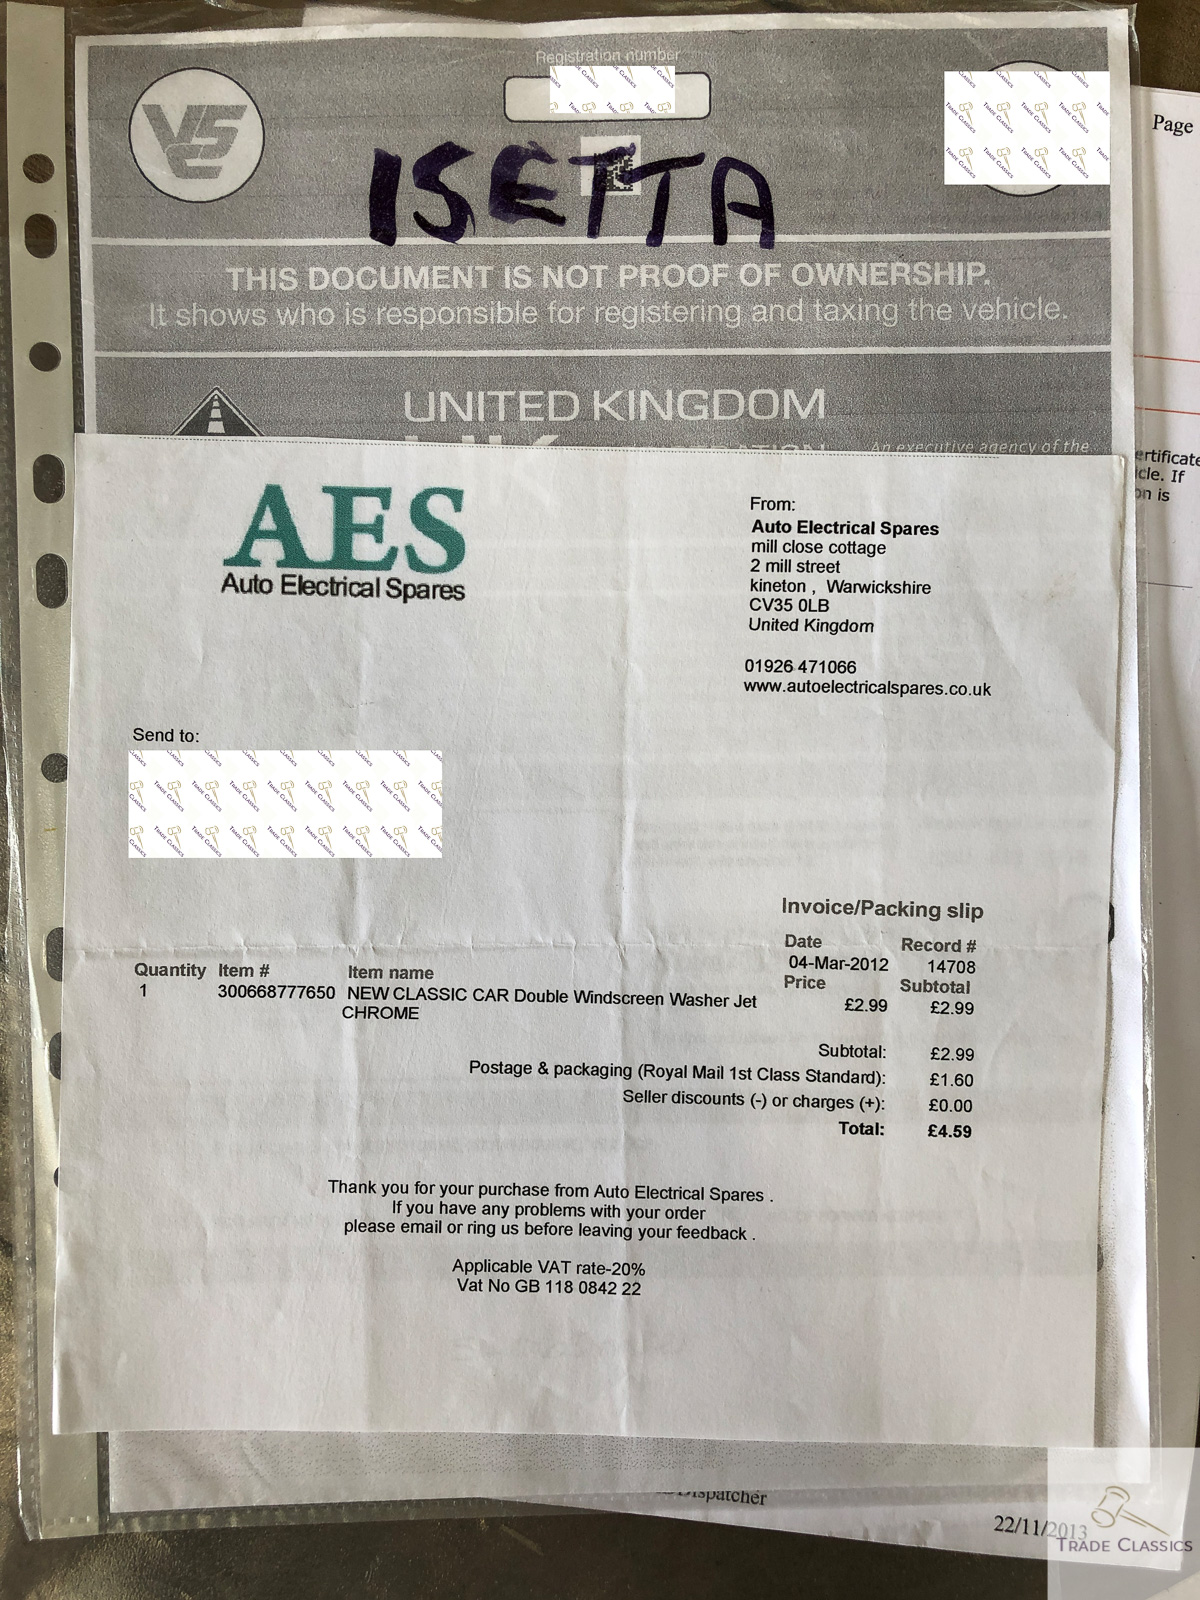 Registration number
V5C
ISETTA
THIS DOCUMENT IS NOT PROOF OF OWNERSHIP.
It shows who is responsible for registering and taxing the vehicle.
UNITED KINGDOM
An executive agency of the
Page
ertificate
icle. If
on is
AES
Auto Electrical Spares
From:
Auto Electrical Spares
mill close cottage
2 mill street
kineton , Warwickshire
CV35 0LB
United Kingdom
01926 471066
www.autoelectricalspares.co.uk
Send to:
Invoice/Packing slip
Date Record #
04-Mar-2012 14708
Quantity Item # Item name Price Subtotal
1 300668777650 NEW CLASSIC CAR Double Windscreen Washer Jet £2.99 £2.99
CHROME
Subtotal: £2.99
Postage & packaging (Royal Mail 1st Class Standard): £1.60
Seller discounts (-) or charges (+): £0.00
Total: £4.59
Thank you for your purchase from Auto Electrical Spares .
If you have any problems with your order
please email or ring us before leaving your feedback .
Applicable VAT rate-20%
Vat No GB 118 0842 22
Dispatcher
22/11/2013
TRADE CLASSICS